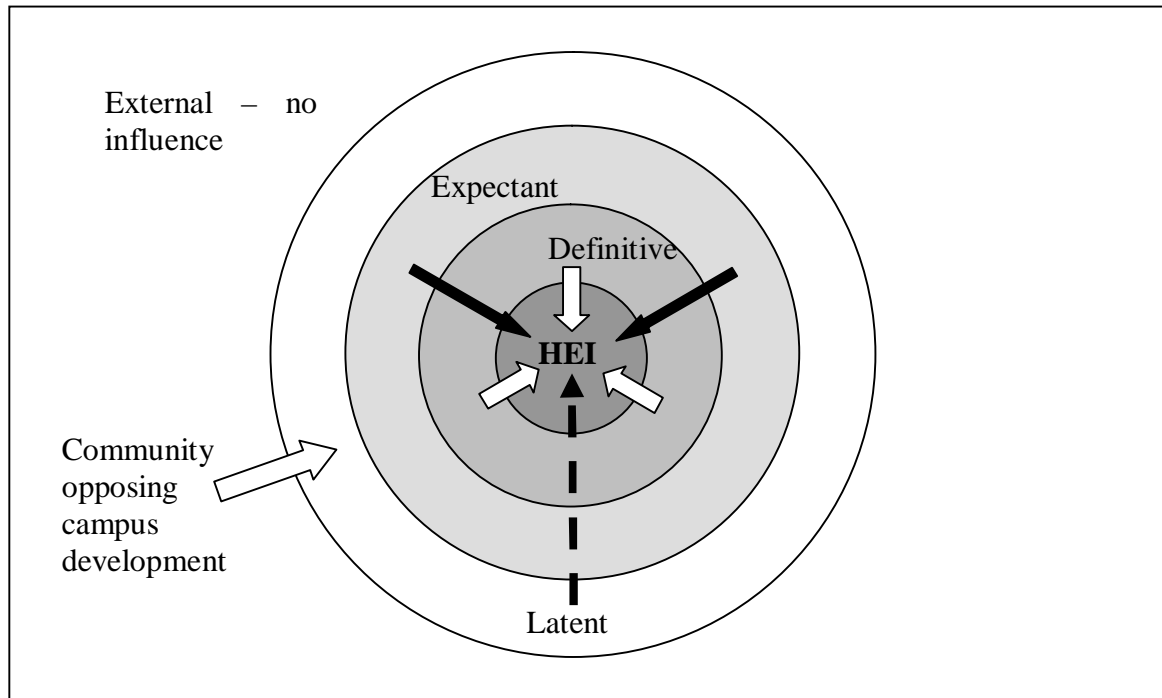 External – no
influence
Expectant
Definitive
HEI
Community
opposing
campus
development
Latent